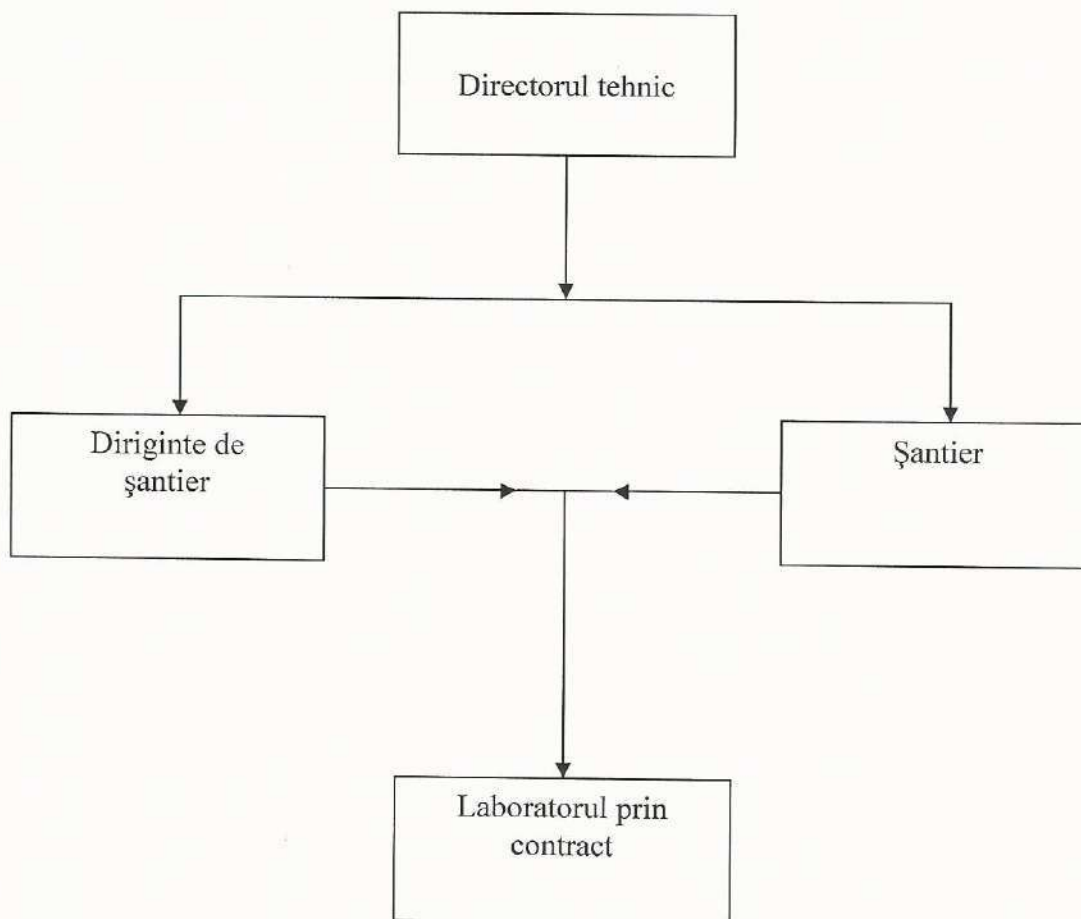 Directorul tehnic
Diriginte de
şantier
Şantier
Laboratorul prin
contract